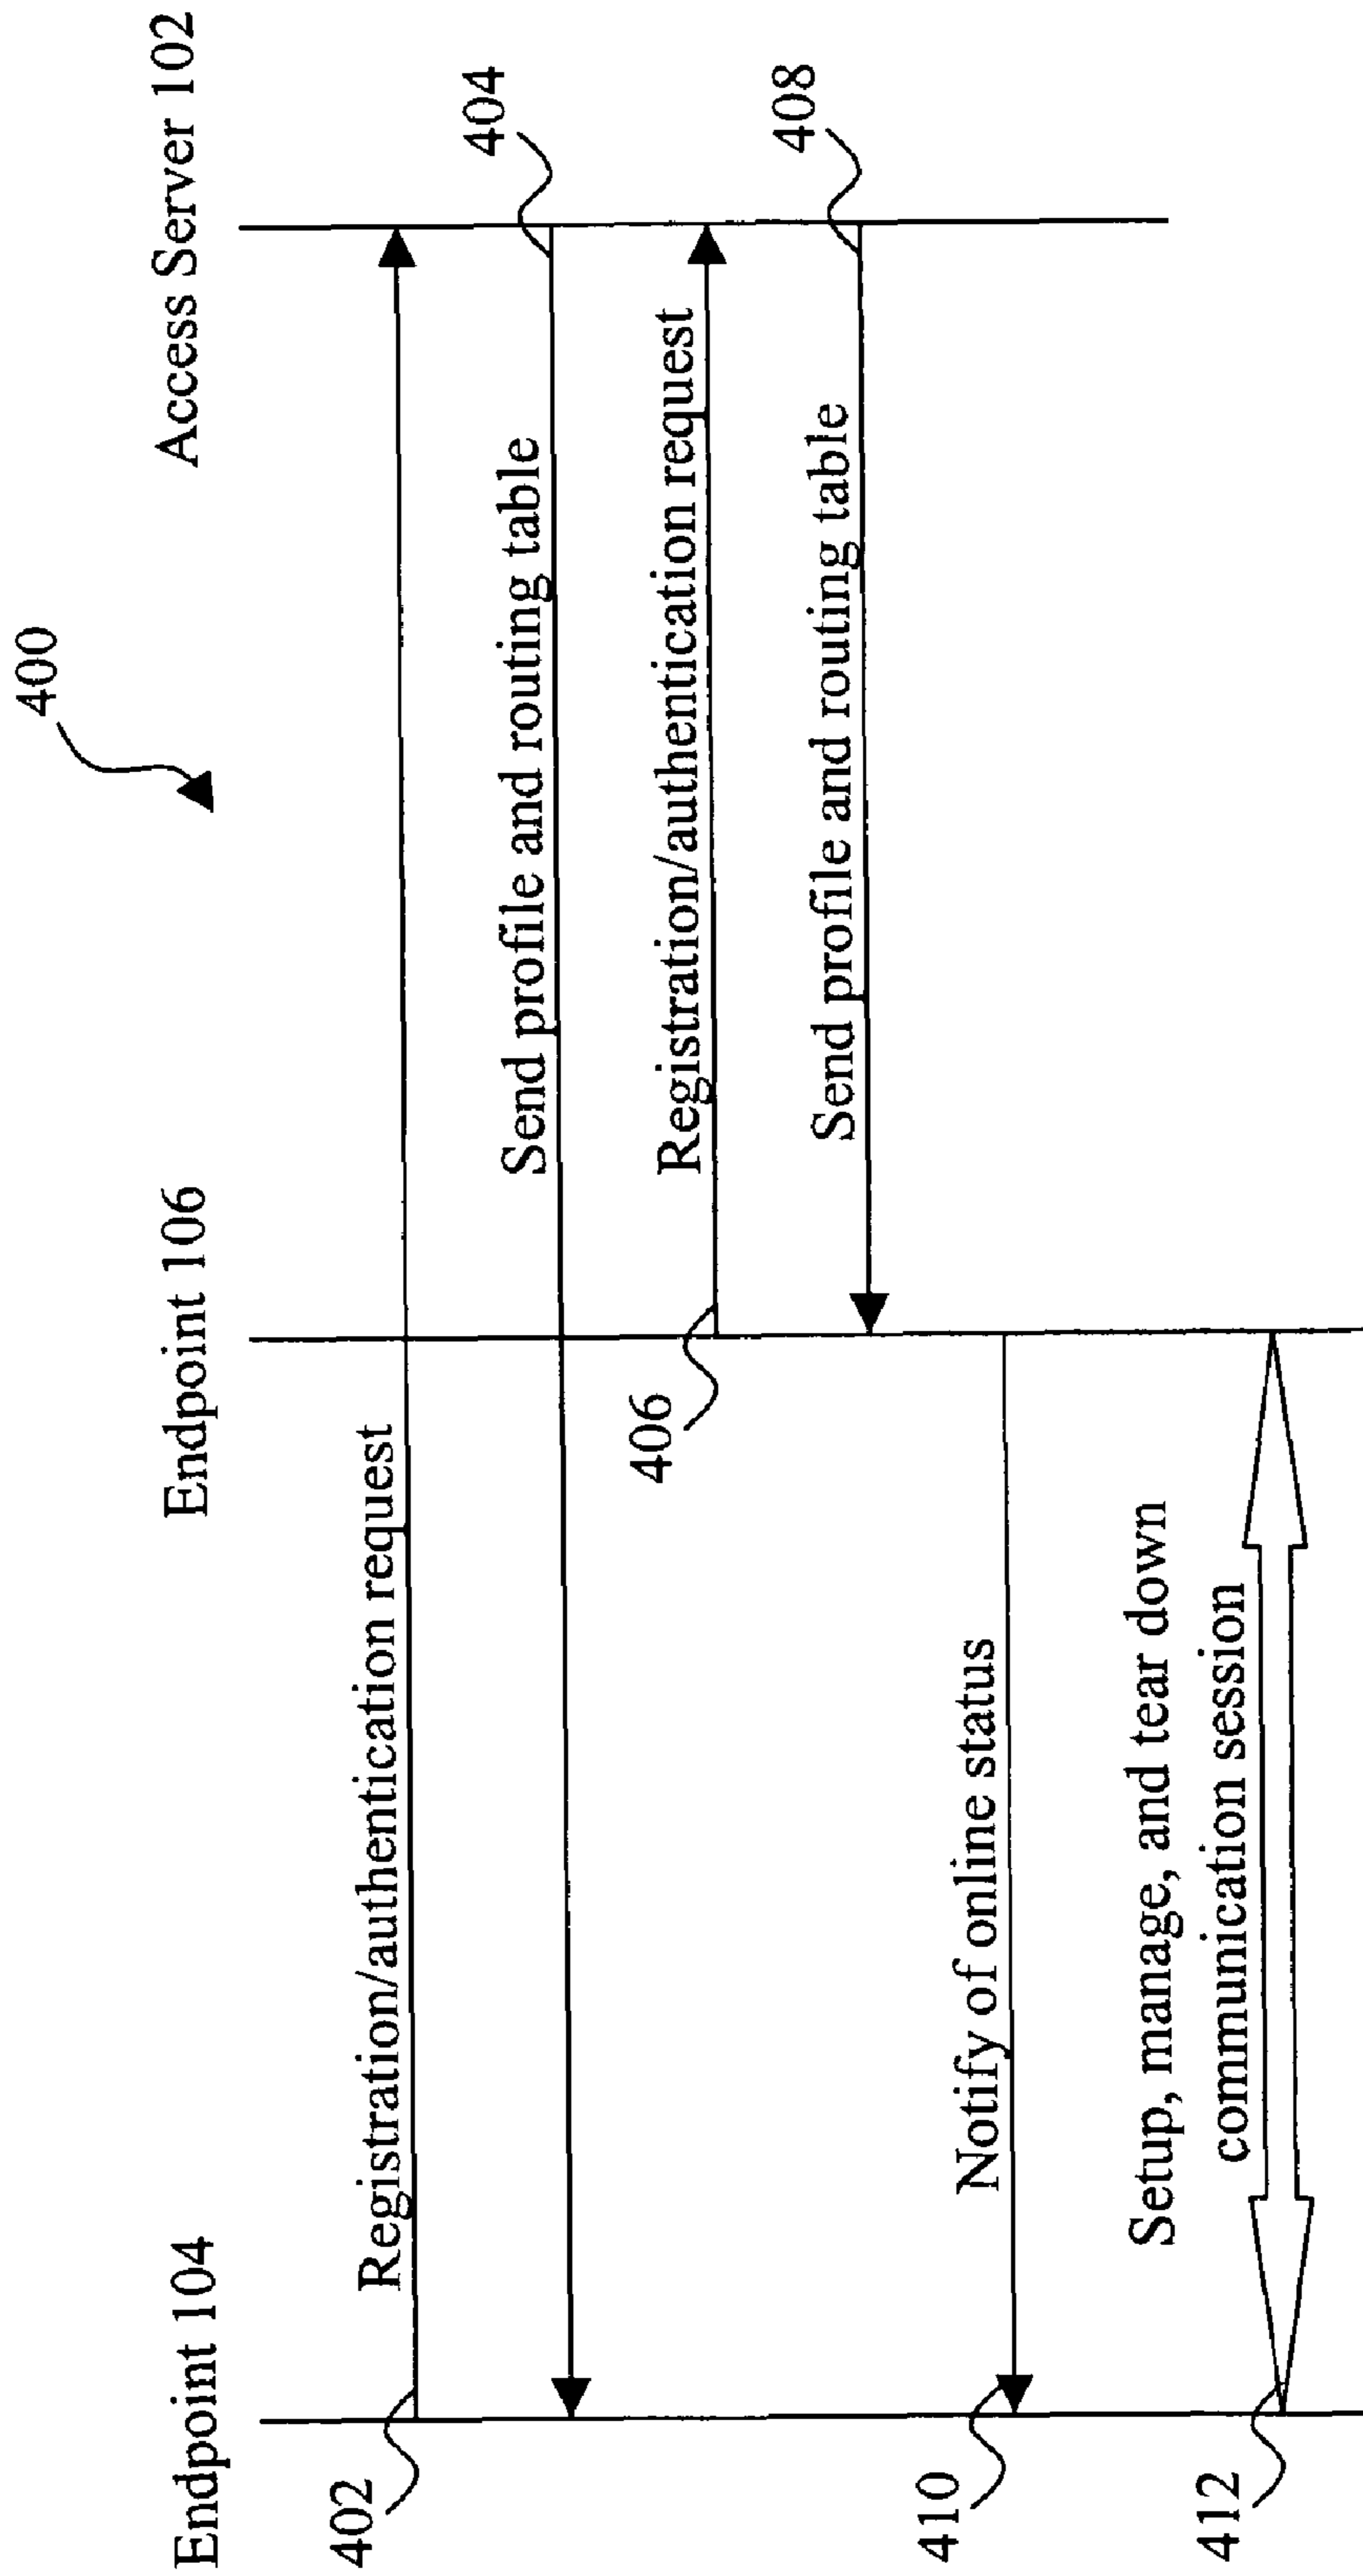 400
Endpoint 104
Endpoint 106
Access Server 102
402
Registration/authentication request
404
Send profile and routing table
406
Registration/authentication request
408
Send profile and routing table
410
Notify of online status
412
Setup, manage, and tear down
communication session